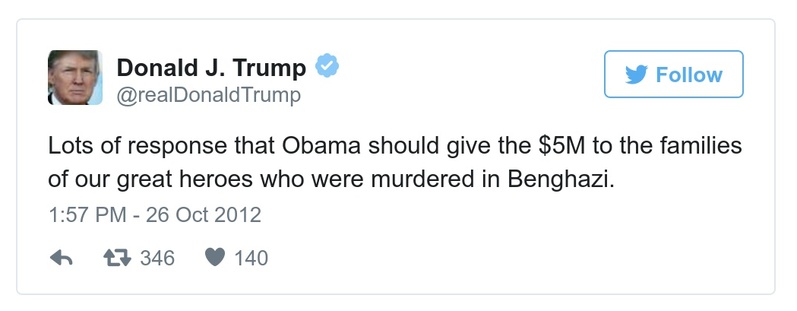 Donald J. Trump
@realDonaldTrump
Follow
Lots of response that Obama should give the $5M to the families
of our great heroes who were murdered in Benghazi.
1:57 PM - 26 Oct 2012
346 140